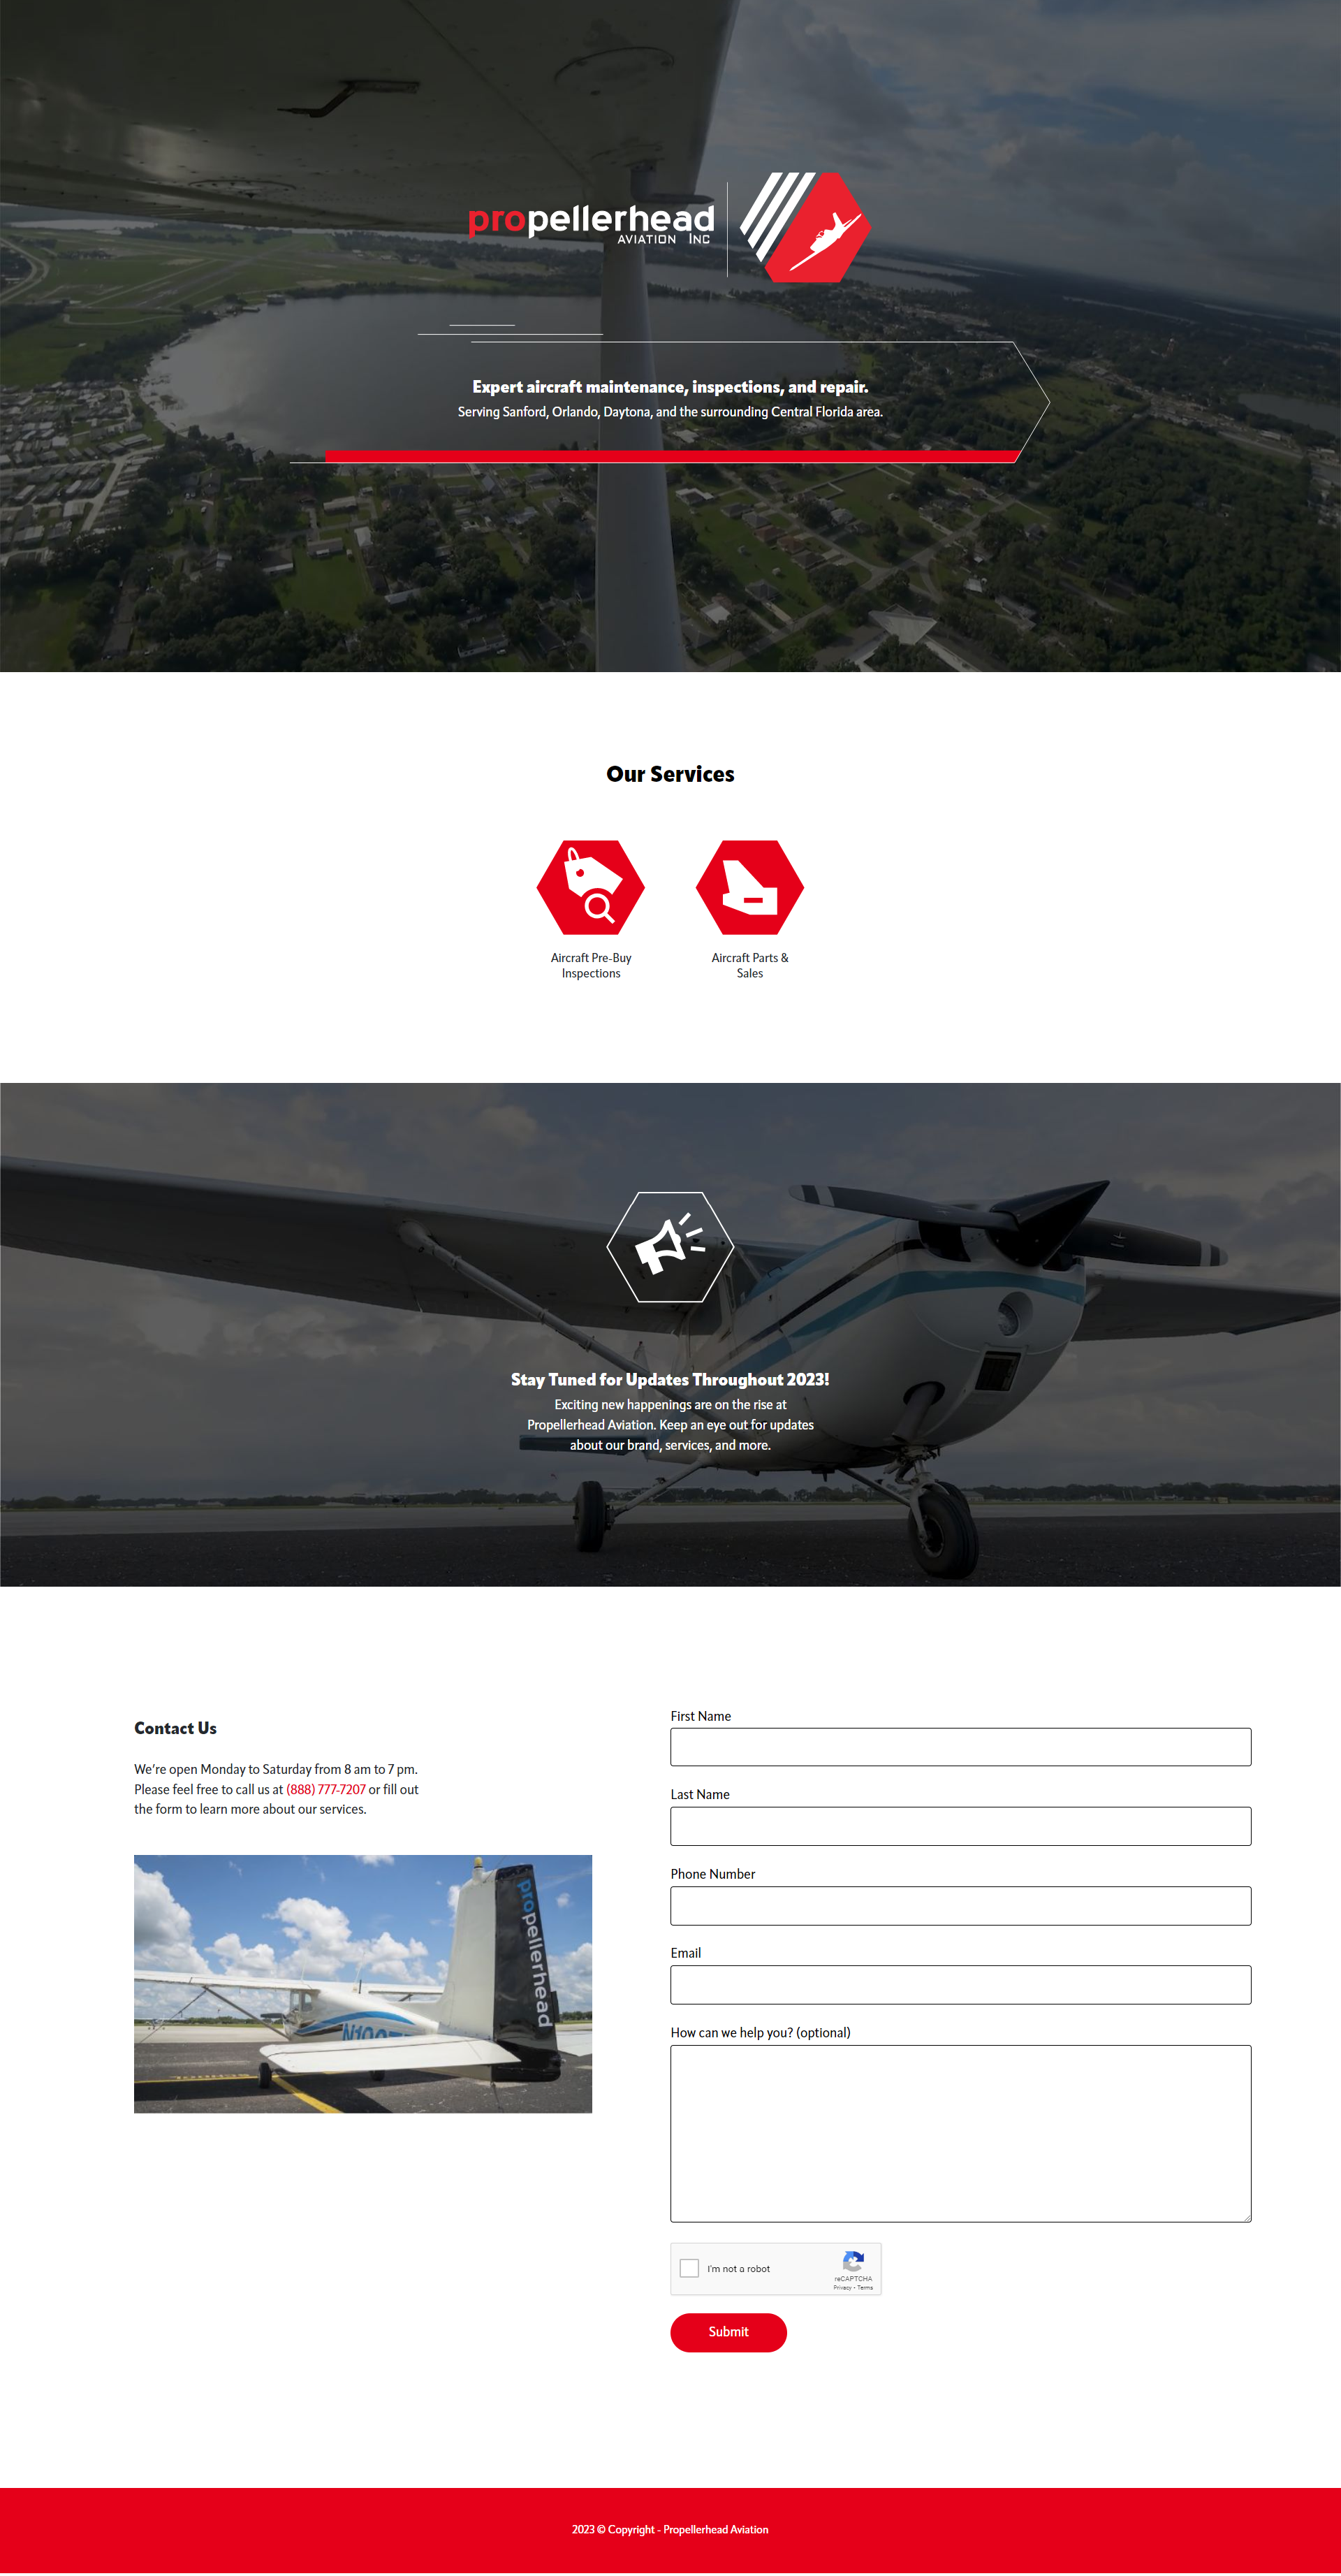 propellerhead
AVIATION INC
Expert aircraft maintenance, inspections, and repair.
Serving Sanford, Orlando, Daytona, and the surrounding Central Florida area.
Our Services
Aircraft Pre-Buy
Inspections
Aircraft Parts &
Sales
Stay Tuned for Updates Throughout 2023!
Exciting new happenings are on the rise at
Propellerhead Aviation. Keep an eye out for updates
about our brand, services, and more.
Contact Us
We're open Monday to Saturday from 8 am to 7 pm.
Please feel free to call us at (888) 777-7207 or fill out
the form to learn more about our services.
propellerhead
First Name
Last Name
Phone Number
Email
How can we help you? (optional)
I'm not a robot
reCAPTCHA
Privacy - Terms
Submit
2023 © Copyright - Propellerhead Aviation